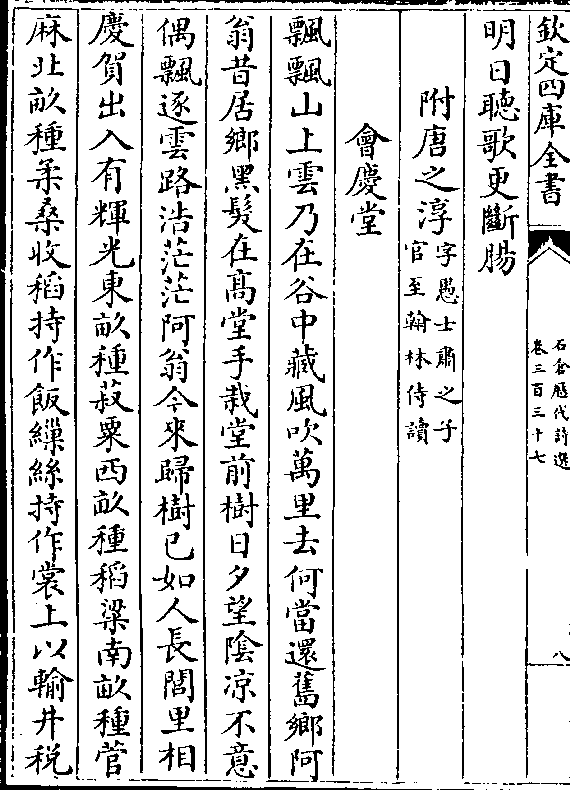 欽定四庫全書
石倉歷代詩選
卷三百三十七
八
明日聽歌更斷腸
附唐之淳字愚士肅之子
官至翰林侍讀
會慶堂
飄飄山上雲乃在谷中藏風吹萬里去何當還舊鄉阿
翁昔居鄉黑髮在髙堂手栽堂前樹日夕望陰凉不意
偶飄逐雲路浩茫茫阿翁今來歸樹已如人長閭里相
慶賀出入有輝光東畝種菽粟西畝種稻粱南畝種菅
麻北畝種柔桑收稻持作飯繅絲持作裳上以輸井税